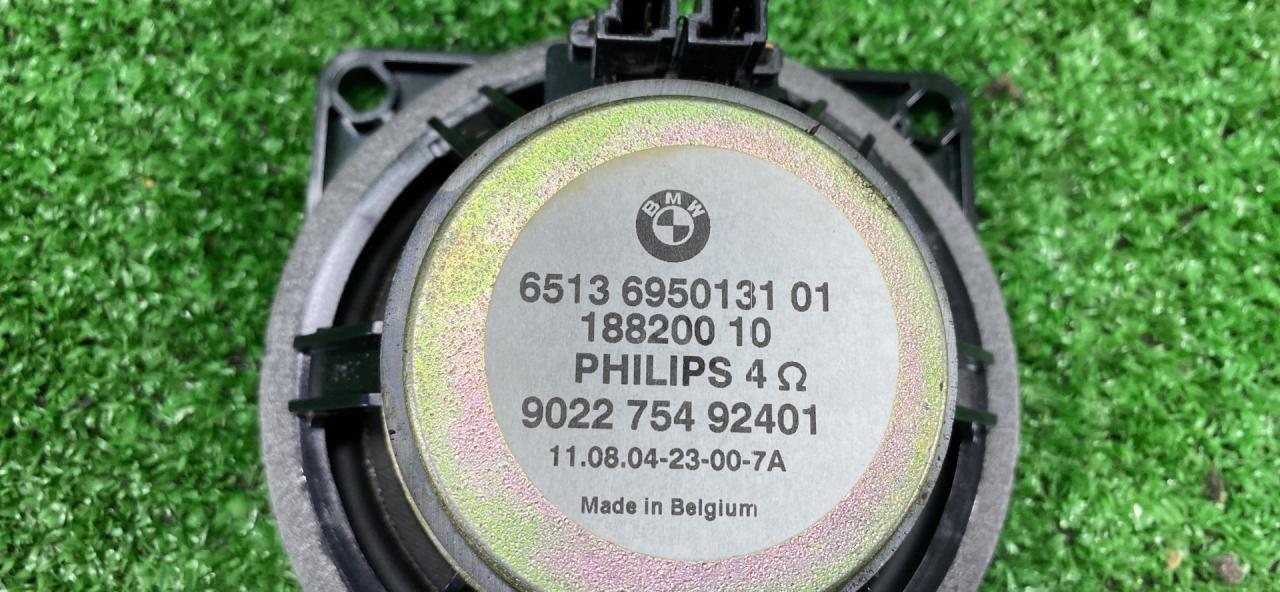 BMW
6513 6950131 01
188200 10
PHILIPS 4 Ω
9022 754 92401
11.08.04-23-00-7A
Made in Belgium